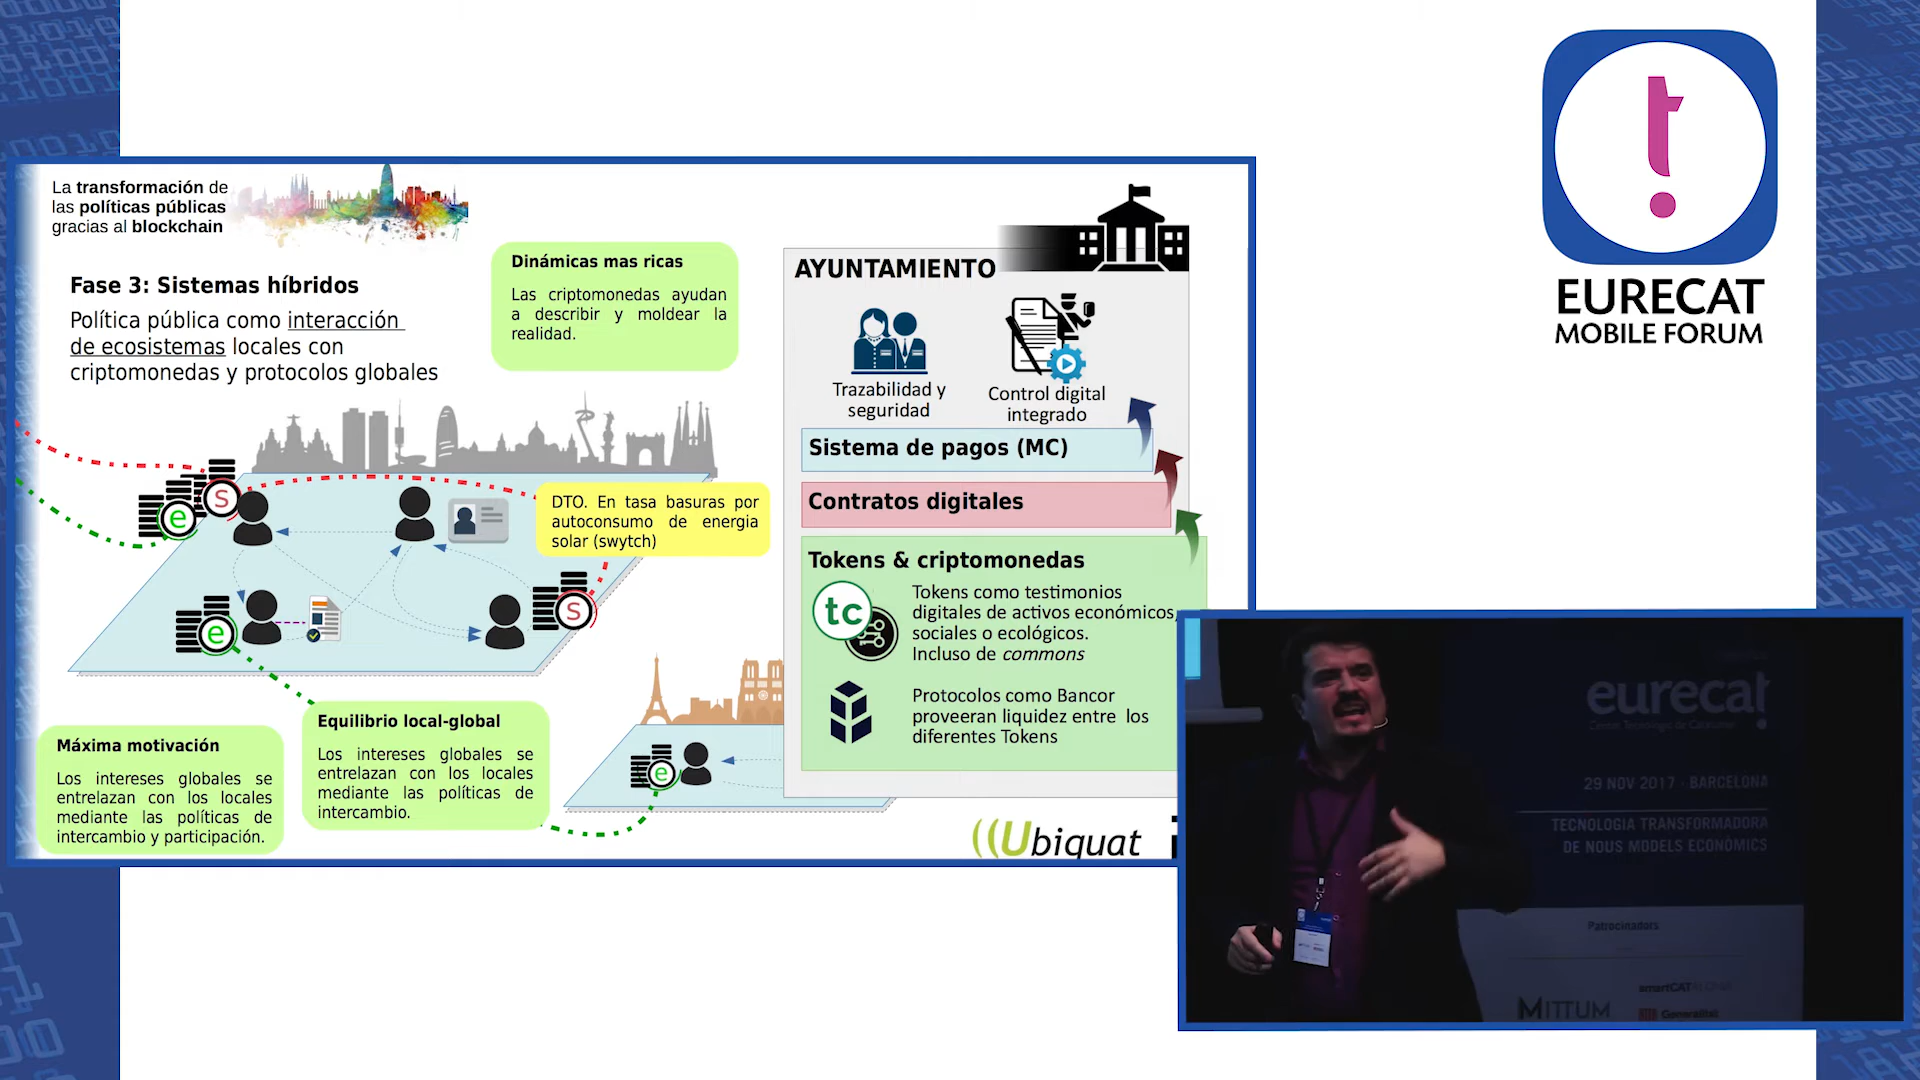 La transformación de
las políticas públicas
gracias al blockchain
Fase 3: Sistemas híbridos
Política pública como interacción
de ecosistemas locales con
criptomonedas y protocolos globales
Dinámicas mas ricas
Las criptomonedas ayudan
a describir y moldear la
realidad.
AYUNTAMIENTO
Trazabilidad y
seguridad
Control digital
integrado
Sistema de pagos (MC)
Contratos digitales
Tokens & criptomonedas
tc
Tokens como testimonios
digitales de activos económicos,
sociales o ecológicos.
Incluso de commons
Protocolos como Bancor
proveeran liquidez entre los
diferentes Tokens
S
e
DTO. En tasa basuras por
autoconsumo de energia
solar (swytch)
e
S
e
Máxima motivación
Los intereses globales se
entrelazan con los locales
mediante las políticas de
intercambio y participación.
Equilibrio local-global
Los intereses globales se
entrelazan con los locales
mediante las políticas de
intercambio.
Ubiquat
EURECAT
MOBILE FORUM
eurecat
29 NOV 2017 · BARCELONA
TECNOLOGIA TRANSFORMADORA
DE NOUS MODELS ECONÒMICS
Patrocinadors
smartCAT
MITTUM
Generalitat